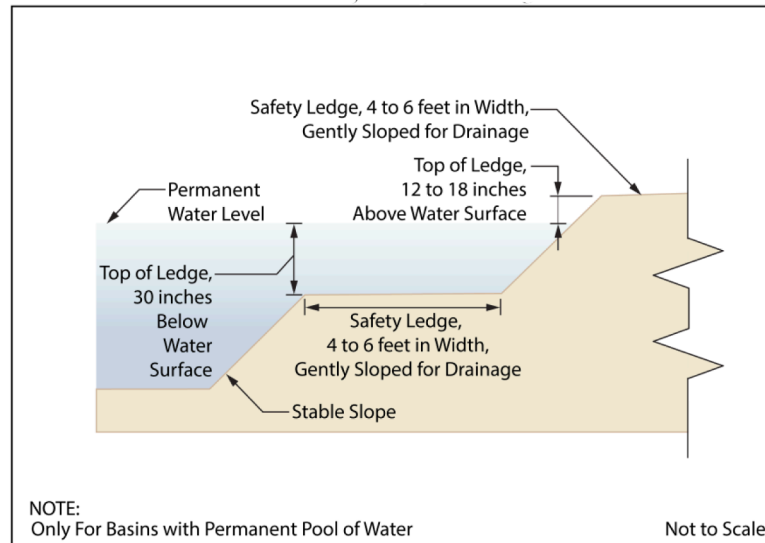 Safety Ledge, 4 to 6 feet in Width,
Gently Sloped for Drainage
Top of Ledge,
12 to 18 inches
Above Water Surface
Permanent
Water Level
Top of Ledge,
30 inches
Below
Water
Surface
Safety Ledge,
4 to 6 feet in Width,
Gently Sloped for Drainage
Stable Slope
NOTE:
Only For Basins with Permanent Pool of Water
Not to Scale